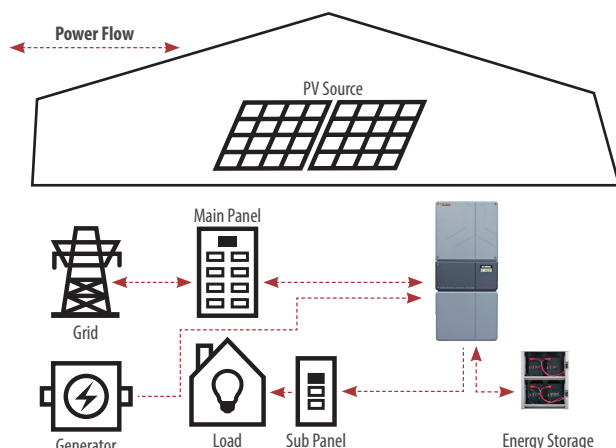 Power Flow
PV Source
Main Panel
Grid
Generator
Load
Sub Panel
Energy Storage